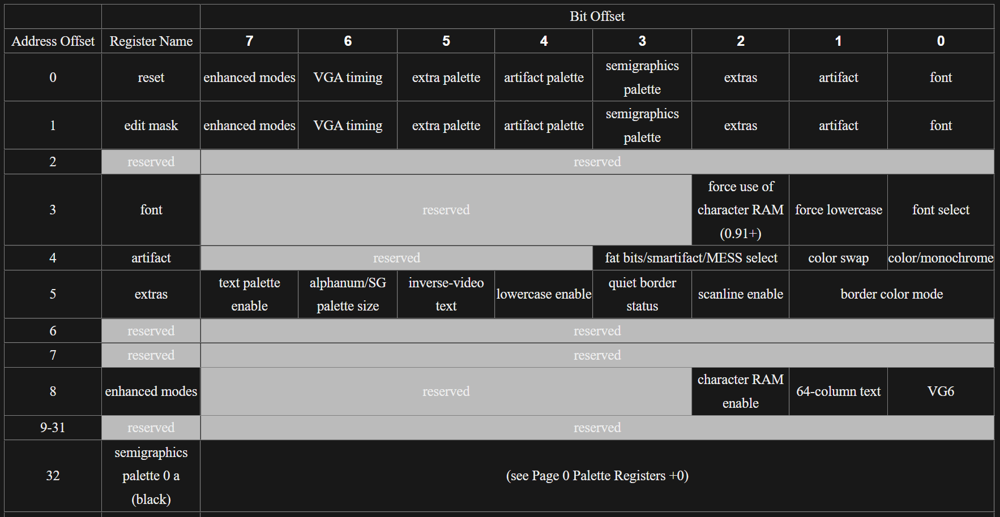 Bit Offset
Address Offset Register Name 7 6 5 4 3 2 1 0
0 reset enhanced modes VGA timing extra palette artifact palette semigraphics palette extras artifact font
1 edit mask enhanced modes VGA timing extra palette artifact palette semigraphics palette extras artifact font
2 reserved reserved
3 font reserved force use of character RAM (0.91+) force lowercase font select
4 artifact reserved fat bits/smartifact/MESS select color swap color/monochrome
5 extras text palette enable alphanum/SG palette size inverse-video text lowercase enable quiet border status scanline enable border color mode
6 reserved reserved
7 reserved reserved
8 enhanced modes reserved character RAM enable 64-column text VG6
9-31 reserved reserved
32 semigraphics palette 0 a (black) (see Page 0 Palette Registers +0)